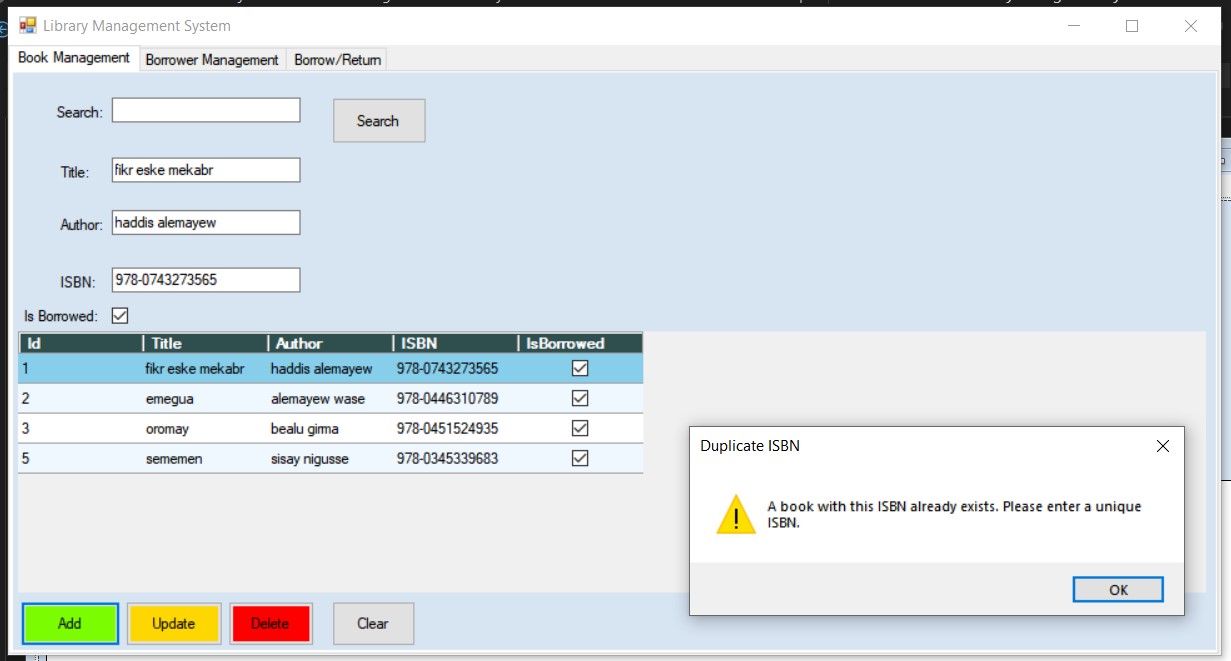 Library Management System
Book Management Borrower Management Borrow/Return
Search: Search
Title: fikr eske mekabr
Author: haddis alemayew
ISBN: 978-0743273565
Is Borrowed:
Id Title Author ISBN IsBorrowed
1 fikr eske mekabr haddis alemayew 978-0743273565
2 emegua alemayew wase 978-0446310789
3 oromay bealu girma 978-0451524935
5 sememen sisay nigusse 978-0345339683
Duplicate ISBN
A book with this ISBN already exists. Please enter a unique
ISBN.
OK
Add Update Delete Clear